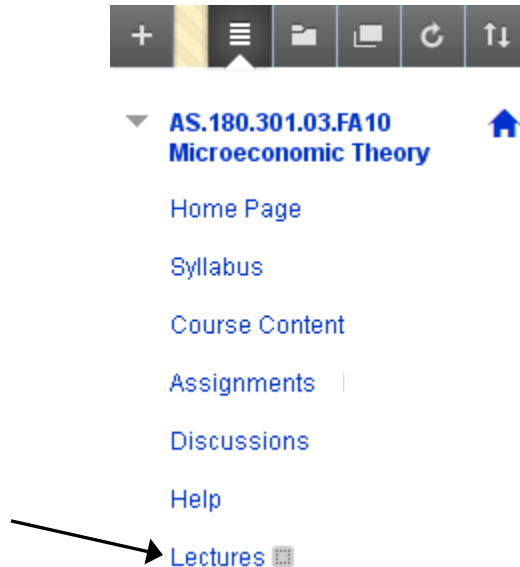 AS.180.301.03.FA10
Microeconomic Theory
Home Page
Syllabus
Course Content
Assignments
Discussions
Help
Lectures